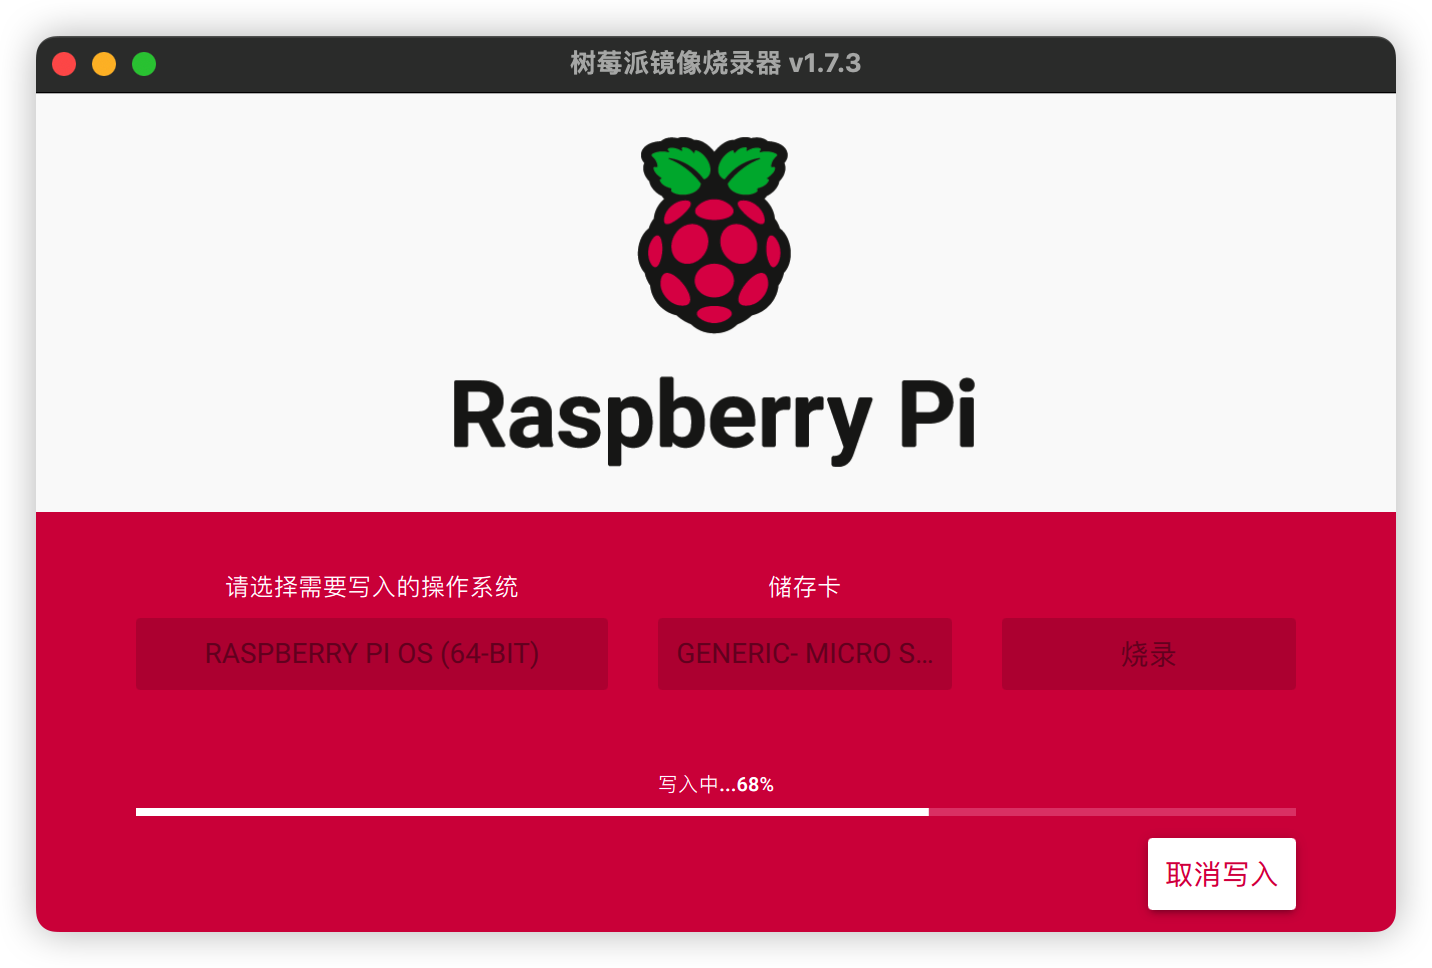 树莓派镜像烧录器 v1.7.3
Raspberry Pi
请选择需要写入的操作系统
储存卡
RASPBERRY PI OS (64-BIT)
GENERIC- MICRO S...
烧录
写入中...68%
取消写入